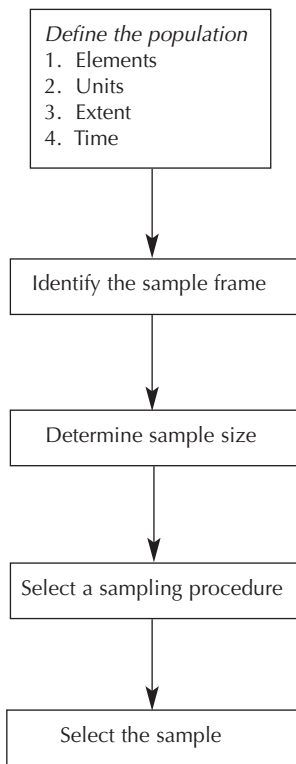 Define the population
1. Elements
2. Units
3. Extent
4. Time
Identify the sample frame
Determine sample size
Select a sampling procedure
Select the sample